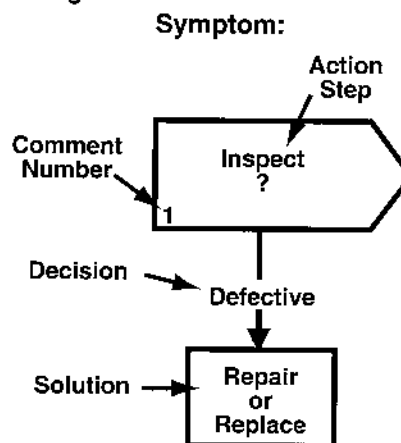 Symptom:
Action
Step
Comment
Number
Inspect
?
1
Decision
Defective
Solution
Repair
or
Replace